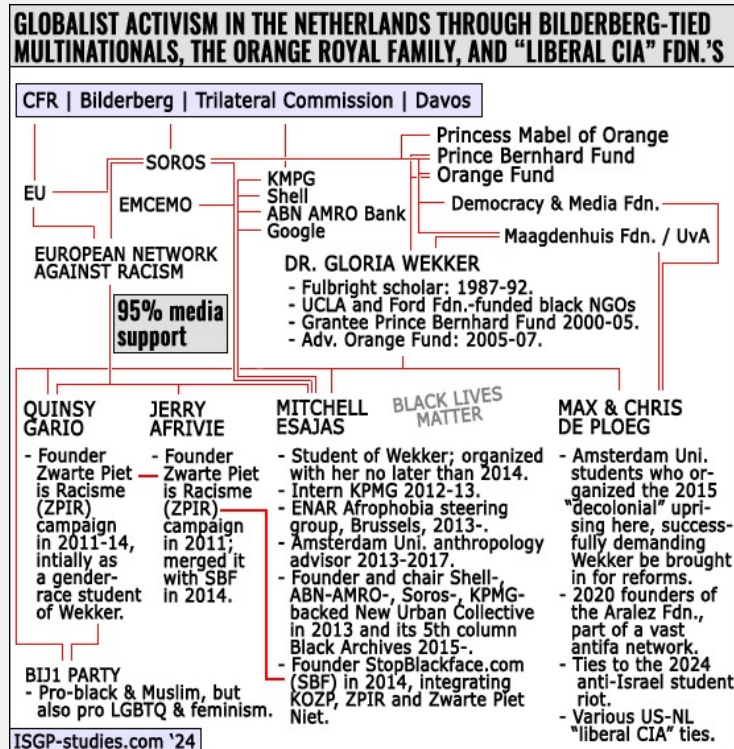 GLOBALIST ACTIVISM IN THE NETHERLANDS THROUGH BILDERBERG-TIED
MULTINATIONALS, THE ORANGE ROYAL FAMILY, AND “LIBERAL CIA” FDN.’S
CFR | Bilderberg | Trilateral Commission | Davos
SOROS
EU
EMCEMO
KMPG
Shell
ABN AMRO Bank
Google
Princess Mabel of Orange
Prince Bernhard Fund
Orange Fund
Democracy & Media Fdn.
Maagdenhuis Fdn. / UvA
EUROPEAN NETWORK
AGAINST RACISM
95% media
support
DR. GLORIA WEKKER
- Fulbright scholar: 1987-92.
- UCLA and Ford Fdn.-funded black NGOs
- Grantee Prince Bernhard Fund 2000-05.
- Adv. Orange Fund: 2005-07.
QUINSY
GARIO
- Founder
Zwarte Piet
is Racisme
(ZPIR)
campaign
in 2011-14,
intially as
a gender-
race student
of Wekker.
JERRY
AFRIVIE
- Founder
Zwarte Piet
is Racisme
(ZPIR)
campaign
in 2011;
merged it
with SBF
in 2014.
MITCHELL
ESAJAS
BLACK LIVES
MATTER
- Student of Wekker; organized
with her no later than 2014.
- Intern KPMG 2012-13.
- ENAR Afrophobia steering
group, Brussels, 2013-.
- Amsterdam Uni. anthropology
advisor 2013-2017.
- Founder and chair Shell-,
ABN-AMRO-, Soros-, KPMG-
backed New Urban Collective
in 2013 and its 5th column
Black Archives 2015-.
- Founder StopBlackface.com
(SBF) in 2014, integrating
KOZP, ZPIR and Zwarte Piet
Niet.
MAX & CHRIS
DE PLOEG
- Amsterdam Uni.
students who or-
ganized the 2015
“decolonial” upri-
sing here, success-
fully demanding
Wekker be brought
in for reforms.
- 2020 founders of
the Aralez Fdn.,
part of a vast
antifa network.
- Ties to the 2024
anti-Israel student
riot.
- Various US-NL
“liberal CIA” ties.
BIJ1 PARTY
- Pro-black & Muslim, but
also pro LGBTQ & feminism.
ISGP-studies.com ‘24